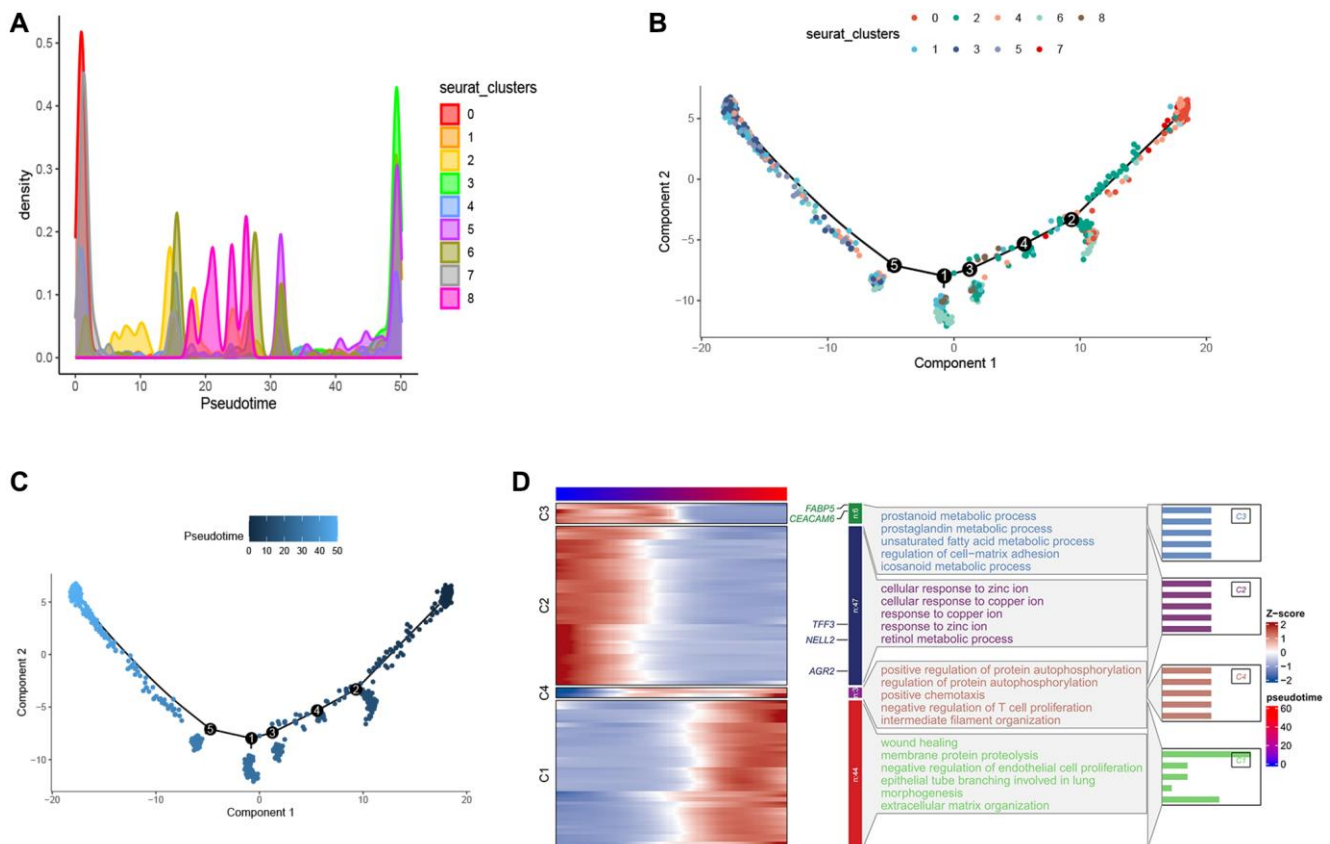 A
0.5
0.4
0.3
0.2
0.1
0.0
density
0 10 20 30 40 50
Pseudotime
seurat_clusters
0
1
2
3
4
5
6
7
8
B
seurat_clusters
0 2 4 6 8
1 3 5 7
5
0
−5
−10
Component 2
2
4
3
1
5
−20 −10 0 10 20
Component 1
C
Pseudotime
0 10 20 30 40 50
5
0
−5
−10
Component 2
2
4
3
1
5
−20 −10 0 10 20
Component 1
D
C3
C2
C4
C1
FABP5
CEACAM6
TFF3
NELL2
AGR2
n:6
n:47
n:44
prostanoid metabolic process
prostaglandin metabolic process
unsaturated fatty acid metabolic process
regulation of cell−matrix adhesion
icosanoid metabolic process
cellular response to zinc ion
cellular response to copper ion
response to copper ion
response to zinc ion
retinol metabolic process
positive regulation of protein autophosphorylation
regulation of protein autophosphorylation
positive chemotaxis
negative regulation of T cell proliferation
intermediate filament organization
wound healing
membrane protein proteolysis
negative regulation of endothelial cell proliferation
epithelial tube branching involved in lung
morphogenesis
extracellular matrix organization
C3
C2
C4
C1
Z−score
2
1
0
−1
−2
pseudotime
60
40
20
0